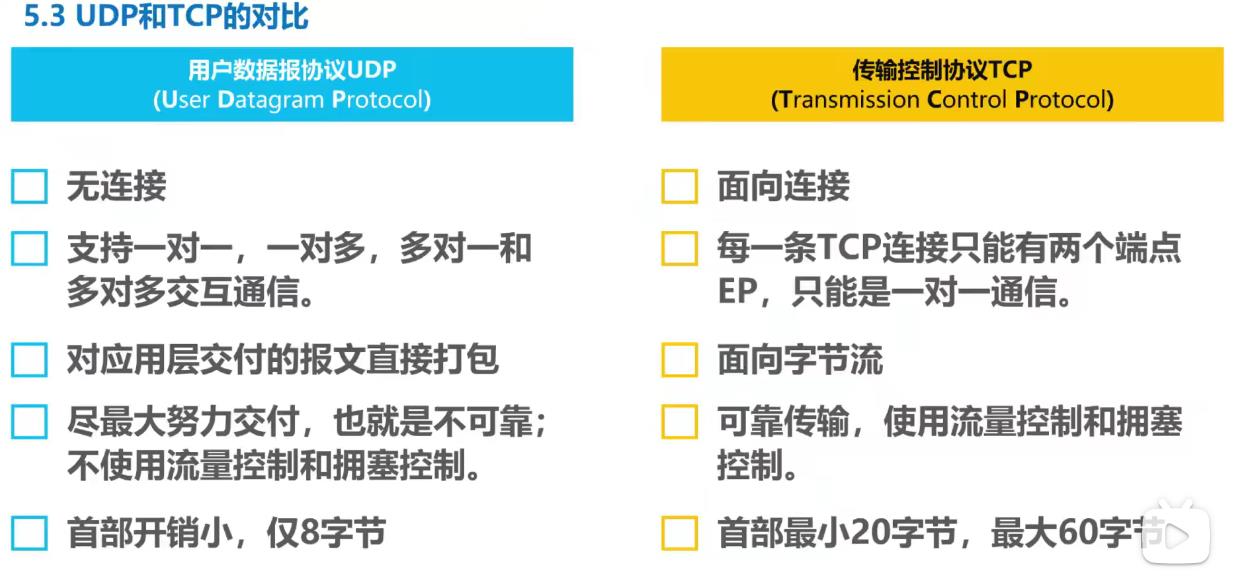 5.3 UDP和TCP的对比
用户数据报协议UDP
(User Datagram Protocol)
无连接
支持一对一，一对多，多对一和
多对多交互通信。
对应用层交付的报文直接打包
尽最大努力交付，也就是不可靠；
不使用流量控制和拥塞控制。
首部开销小，仅8字节
传输控制协议TCP
(Transmission Control Protocol)
面向连接
每一条TCP连接只能有两个端点
EP，只能是一对一通信。
面向字节流
可靠传输，使用流量控制和拥塞
控制。
首部最小20字节，最大60字节